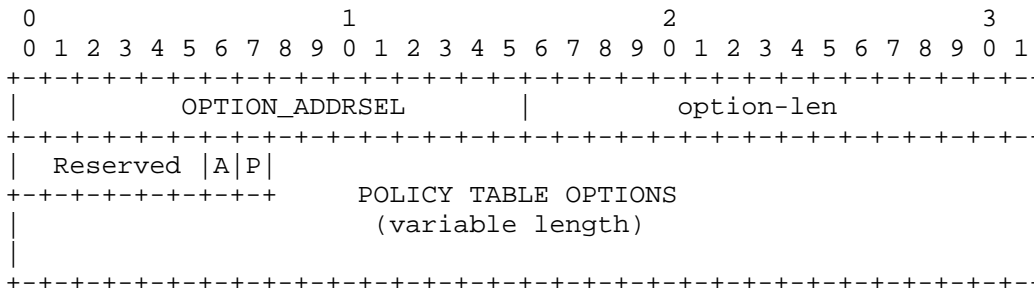 0                   1                   2                   3
 0 1 2 3 4 5 6 7 8 9 0 1 2 3 4 5 6 7 8 9 0 1 2 3 4 5 6 7 8 9 0 1
+-+-+-+-+-+-+-+-+-+-+-+-+-+-+-+-+-+-+-+-+-+-+-+-+-+-+-+-+-+-+-+-
|          OPTION_ADDRSEL       |         option-len
+-+-+-+-+-+-+-+-+-+-+-+-+-+-+-+-+-+-+-+-+-+-+-+-+-+-+-+-+-+-+-+-
|  Reserved |A|P|
+-+-+-+-+-+-+-+-+     POLICY TABLE OPTIONS
|                      (variable length)
|
+-+-+-+-+-+-+-+-+-+-+-+-+-+-+-+-+-+-+-+-+-+-+-+-+-+-+-+-+-+-+-+-